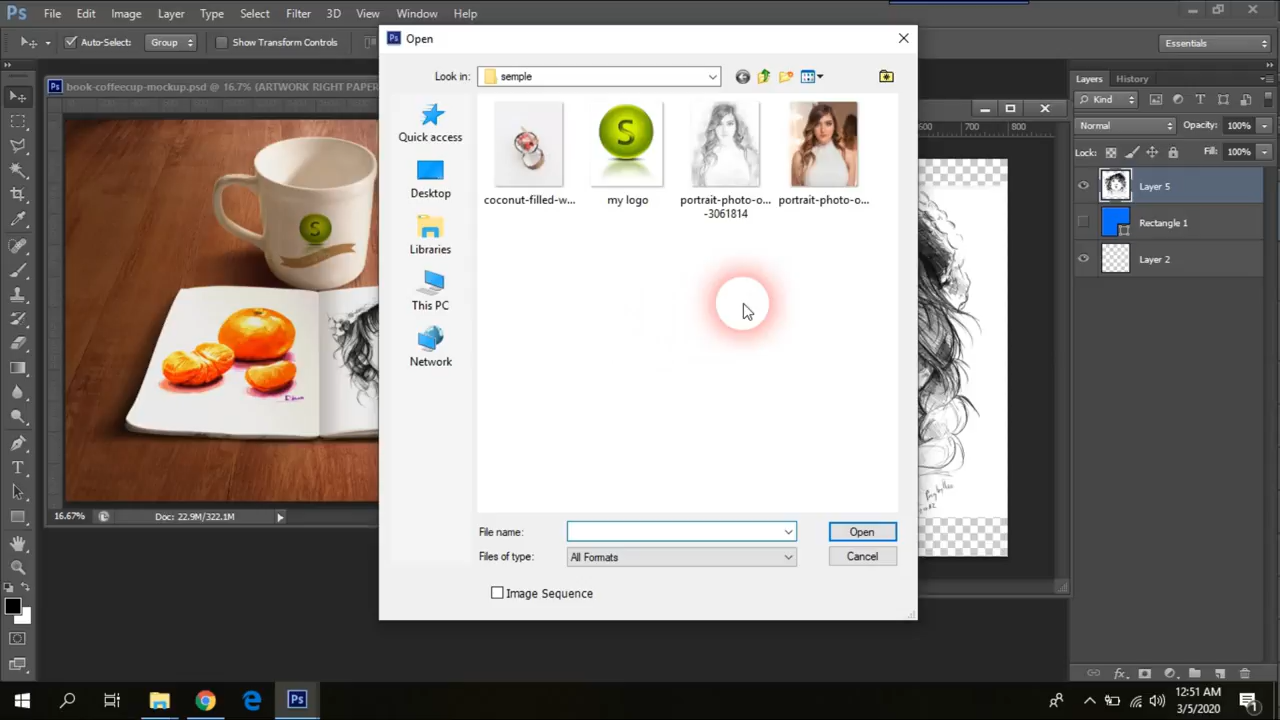 Ps File Edit Image Layer Type Select Filter 3D View Window Help
Auto-Select: Group Show Transform Controls
Essentials
book-coffeecup-mockup.psd @ 16.7% (ARTWORK RIGHT PAPER
Ps Open
Look in: semple
Quick access
Desktop
Libraries
This PC
Network
coconut-filled-w...
my logo
portrait-photo-o...
-3061814
portrait-photo-o...
File name:
Open
Files of type: All Formats
Cancel
Image Sequence
S
S
16.67% Doc: 22.9M/322.1M
600 700 800
Layers History
Kind
Normal Opacity: 100%
Lock: Fill: 100%
Layer 5
Rectangle 1
Layer 2
Ps
12:51 AM
3/5/2020
1